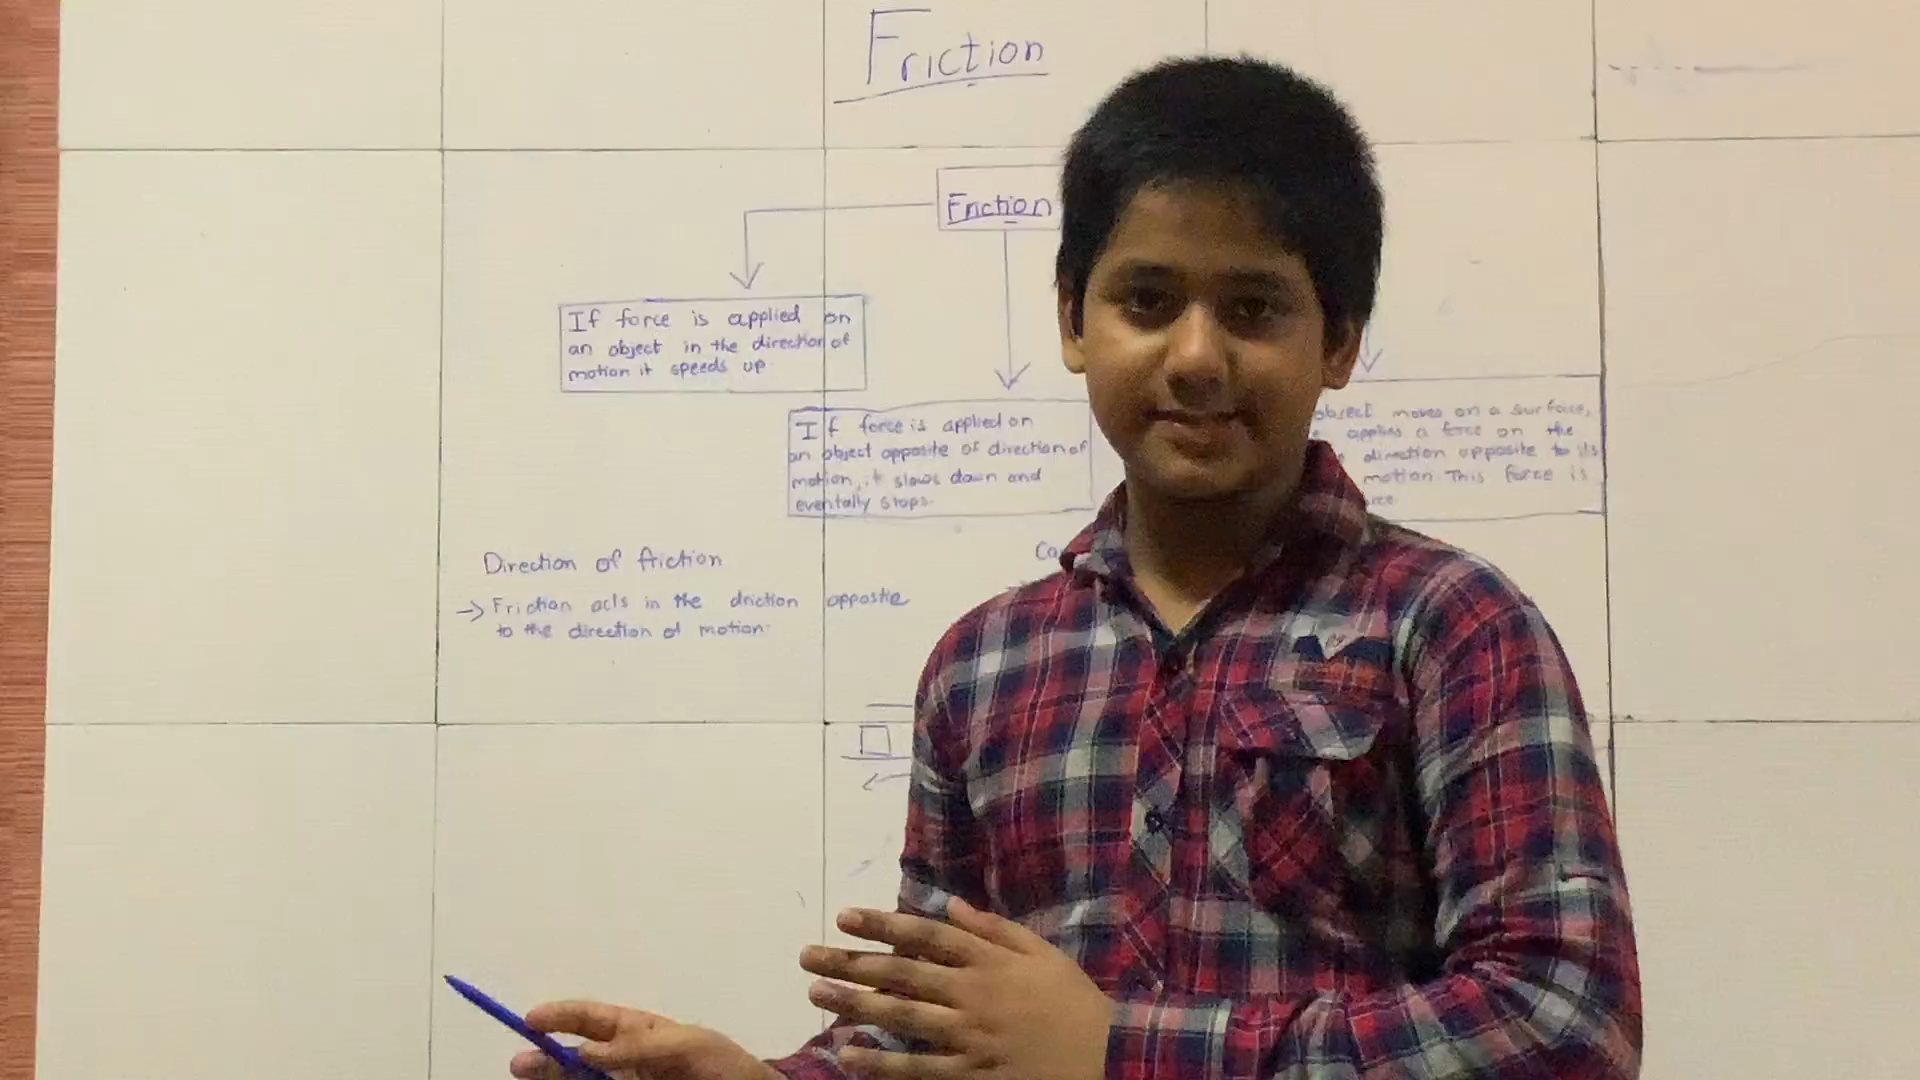 Friction
Friction
If force is applied on
an object in the direction of
motion it speeds up.
If force is applied on
an object opposite of direction of
motion, it slows down and
eventally stops.
object moves on a surface,
applies a force on the
direction opposite to its
motion. This force is
Direction of friction
→ Friction acts in the driction oppostie
to the direction of motion.